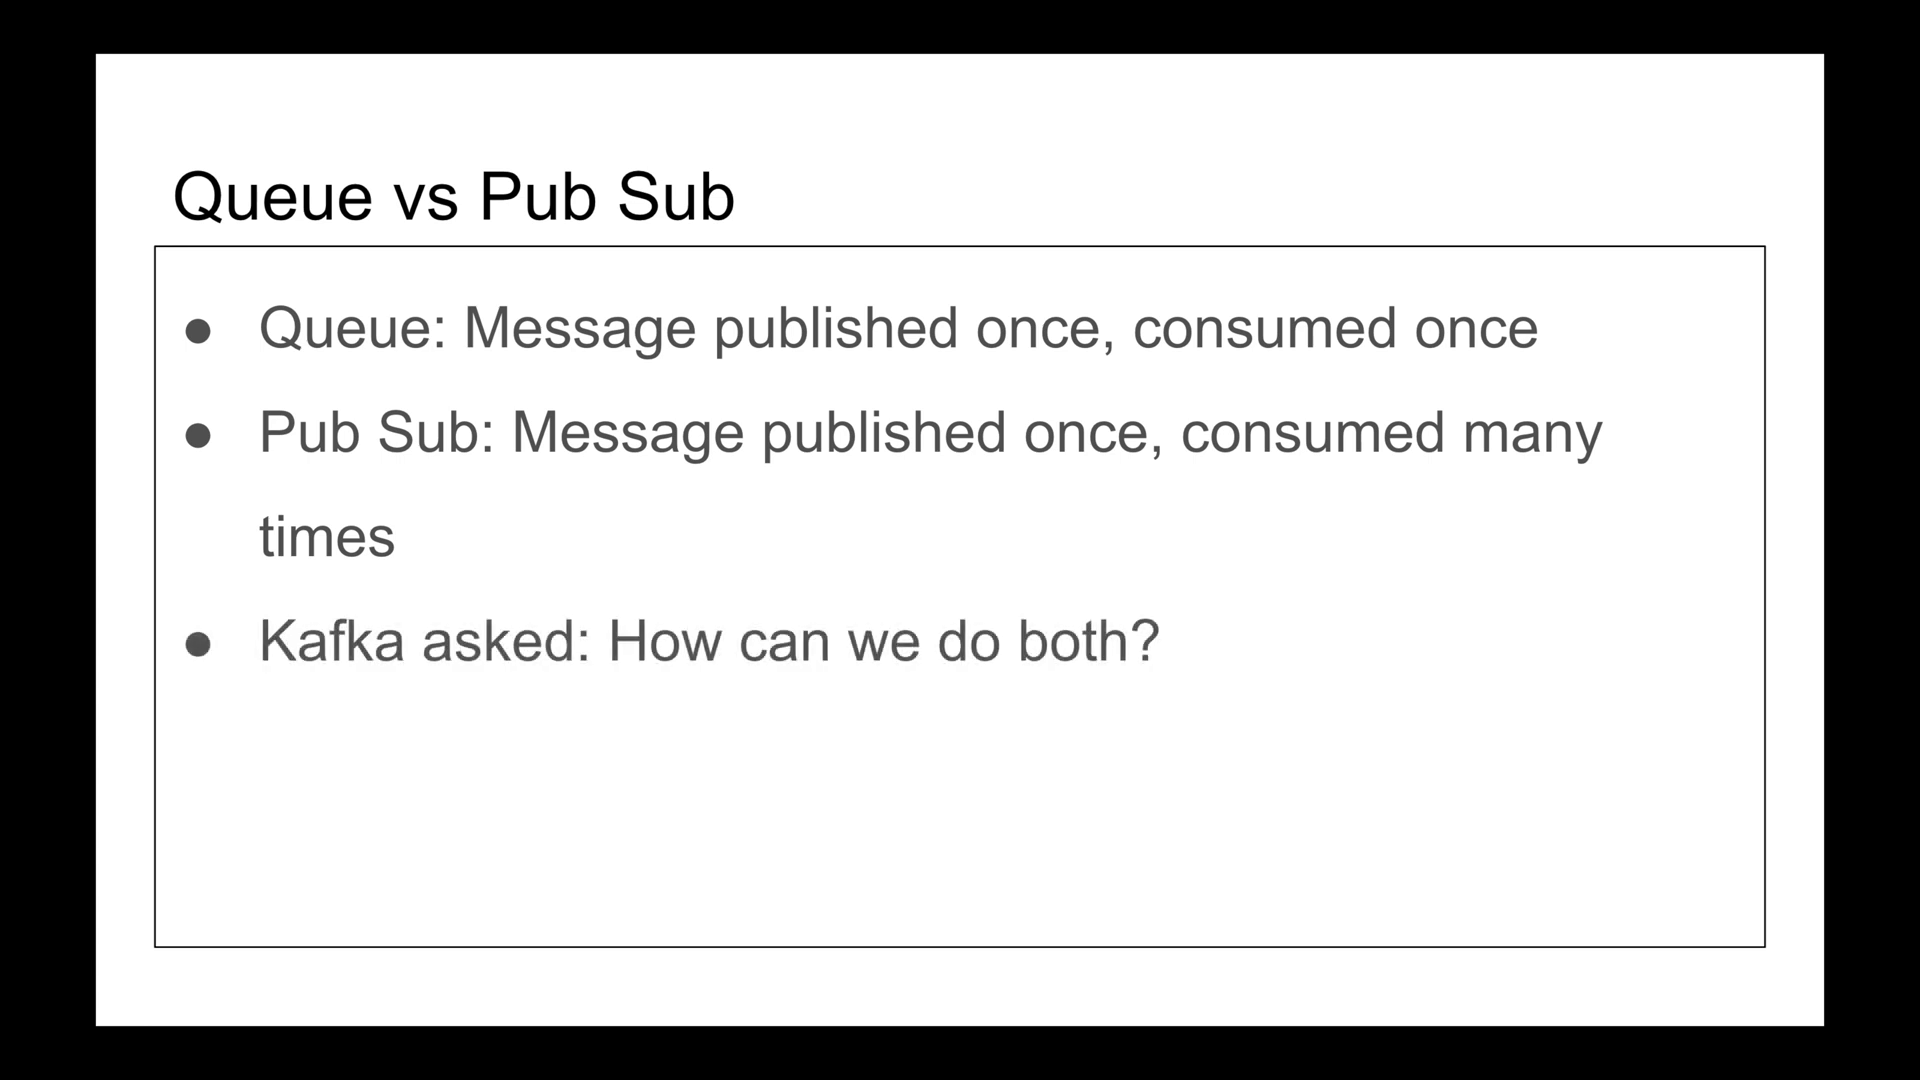 Queue vs Pub Sub
● Queue: Message published once, consumed once
● Pub Sub: Message published once, consumed many
times
● Kafka asked: How can we do both?